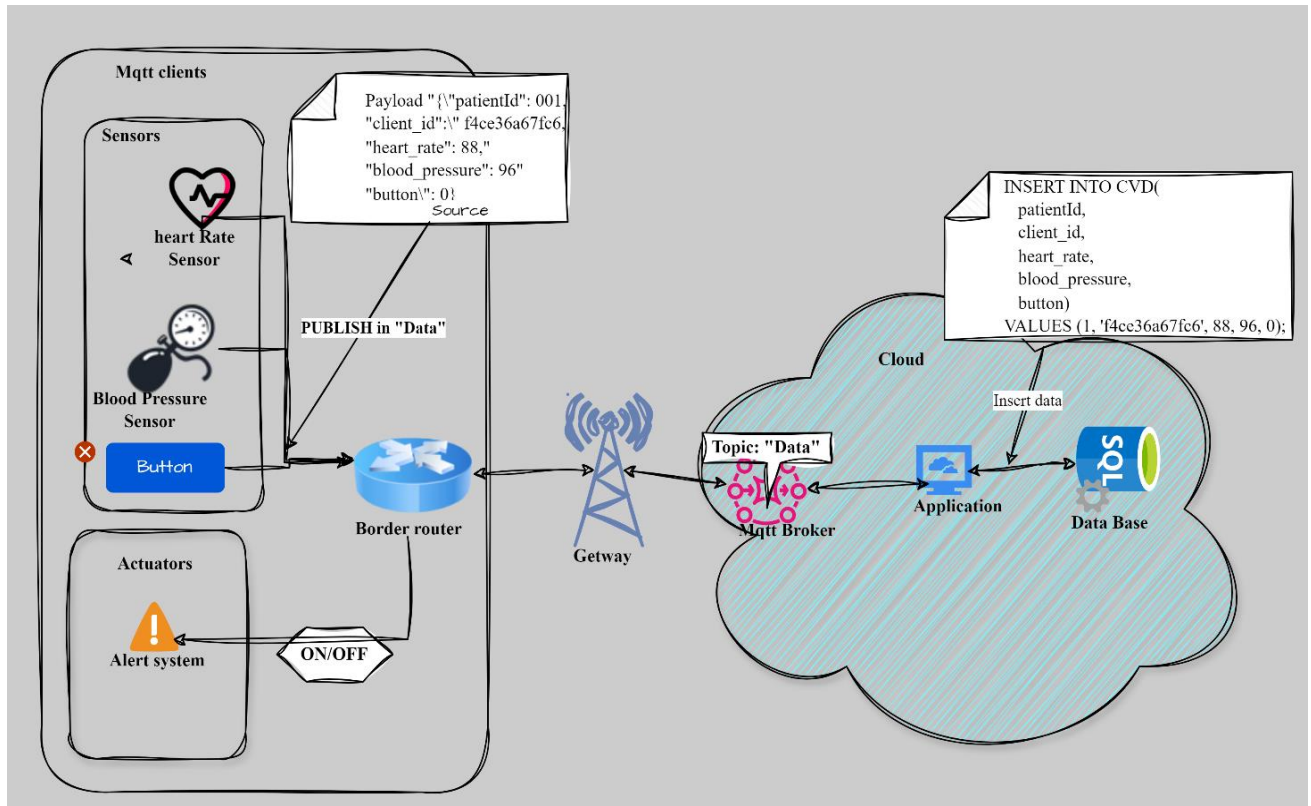 Mqtt clients
Sensors
heart Rate
Sensor
Blood Pressure
Sensor
Button
Payload "{\"patientId": 001,
"client_id":\" f4ce36a67fc6,
"heart_rate": 88,"
"blood_pressure": 96"
"button\": 0}
Source
PUBLISH in "Data"
Border router
Actuators
Alert system
ON/OFF
Getway
Cloud
Topic: "Data"
Mqtt Broker
Application
Insert data
SQL
Data Base
INSERT INTO CVD(
patientId,
client_id,
heart_rate,
blood_pressure,
button)
VALUES (1, 'f4ce36a67fc6', 88, 96, 0);